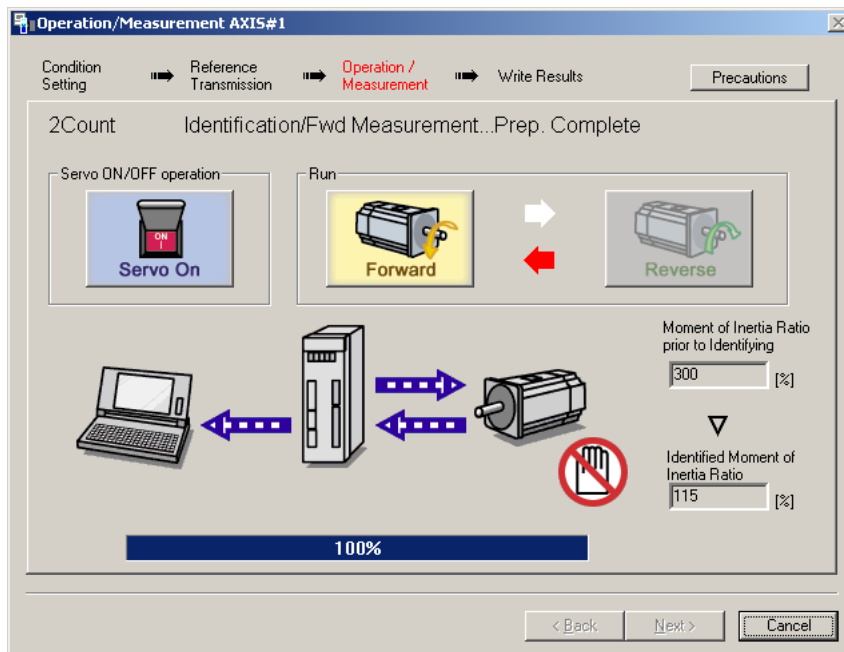 Operation/Measurement AXIS#1
Condition Setting
Reference Transmission
Operation / Measurement
Write Results
Precautions
2Count Identification/Fwd Measurement...Prep. Complete
Servo ON/OFF operation
Run
ON
I
Servo On
Forward
Reverse
Moment of Inertia Ratio
prior to Identifying
300 [%]
Identified Moment of
Inertia Ratio
115 [%]
100%
< Back
Next >
Cancel